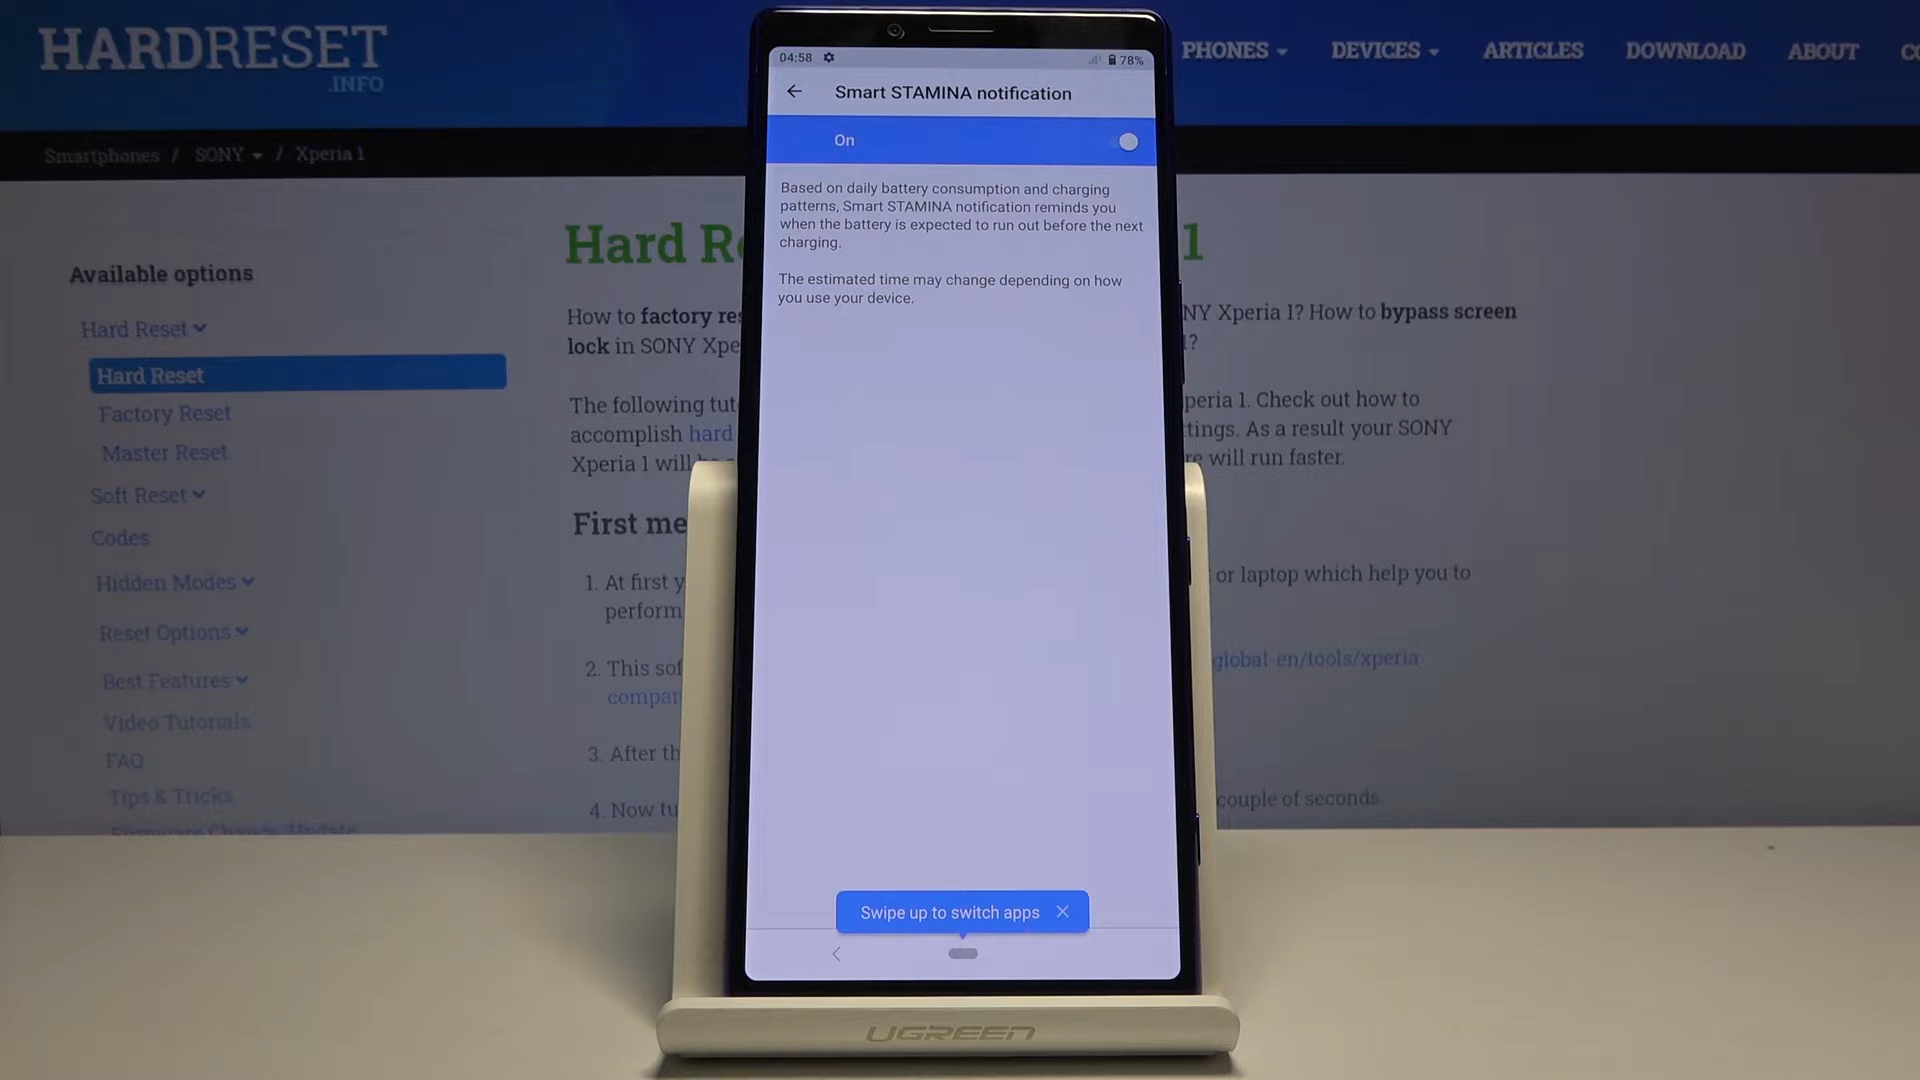 HARDRESET
.INFO
PHONES DEVICES ARTICLES DOWNLOAD ABOUT
Smartphones / SONY / Xperia 1
Available options
Hard Reset
Hard Reset
Factory Reset
Master Reset
Soft Reset
Codes
Hidden Modes
Reset Options
Best Features
Video Tutorials
FAQ
Tips & Tricks
Firmware Change/Update
Hard Re
1
How to factory res
NY Xperia 1? How to bypass screen
lock in SONY Xpe
1?
The following tut
peria 1. Check out how to
accomplish hard
tings. As a result your SONY
Xperia 1 will
re will run faster.
First me
1. At first y
or laptop which help you to
perform
2. This sof
global-en/tools/xperia-
compan
3. After th
4. Now tu
couple of seconds
04:58 78%
Smart STAMINA notification
On
Based on daily battery consumption and charging
patterns, Smart STAMINA notification reminds you
when the battery is expected to run out before the next
charging.
The estimated time may change depending on how
you use your device.
Swipe up to switch apps
UGREEN